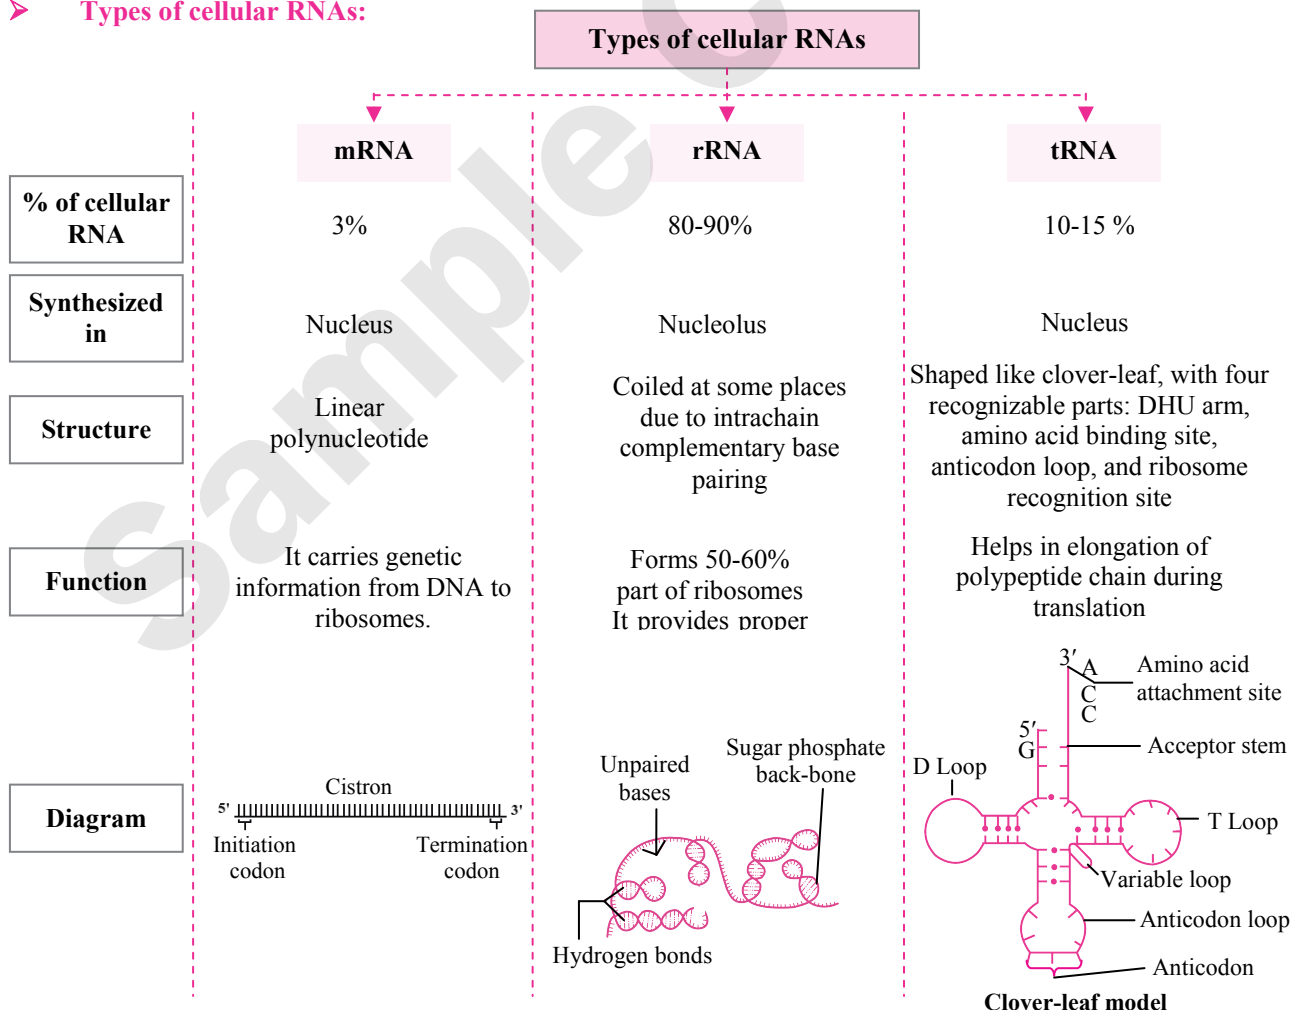 ➢ Types of cellular RNAs:
Types of cellular RNAs
mRNA
rRNA
tRNA
% of cellular
RNA
3%
80-90%
10-15 %
Synthesized
in
Nucleus
Nucleolus
Nucleus
Structure
Linear
polynucleotide
Coiled at some places
due to intrachain
complementary base
pairing
Shaped like clover-leaf, with four
recognizable parts: DHU arm,
amino acid binding site,
anticodon loop, and ribosome
recognition site
Function
It carries genetic
information from DNA to
ribosomes.
Forms 50-60%
part of ribosomes
It provides proper
Helps in elongation of
polypeptide chain during
translation
Diagram
Cistron
5'
3'
Initiation
codon
Termination
codon
Unpaired
bases
Sugar phosphate
back-bone
Hydrogen bonds
3′
A
C
C
Amino acid
attachment site
5′
G
Acceptor stem
D Loop
T Loop
Variable loop
Anticodon loop
Anticodon
Clover-leaf model
Sample C